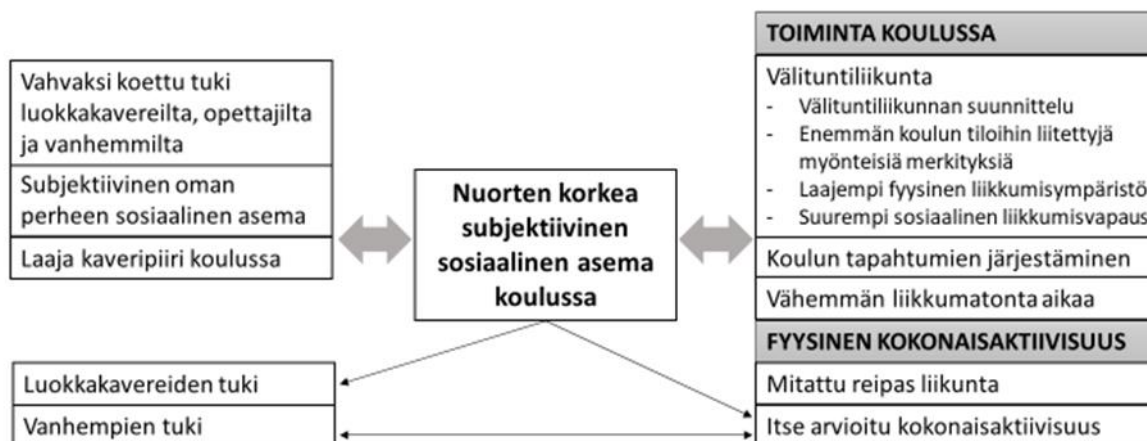 Vahvaksi koettu tuki
luokkakavereilta, opettajilta
ja vanhemmilta
Subjektiivinen oman
perheen sosiaalinen asema
Laaja kaveripiiri koulussa
Luokkakavereiden tuki
Vanhempien tuki
Nuorten korkea
subjektiivinen
sosiaalinen asema
koulussa
TOIMINTA KOULUSSA
Välituntiliikunta
- Välituntiliikunnan suunnittelu
- Enemmän koulun tiloihin liitettyjä
myönteisiä merkityksiä
- Laajempi fyysinen liikkumisympäristö
- Suurempi sosiaalinen liikkumisvapaus
Koulun tapahtumien järjestäminen
Vähemmän liikkumatonta aikaa
FYYSINEN KOKONAISAKTIIVISUUS
Mitattu reipas liikunta
Itse arvioitu kokonaisaktiivisuus